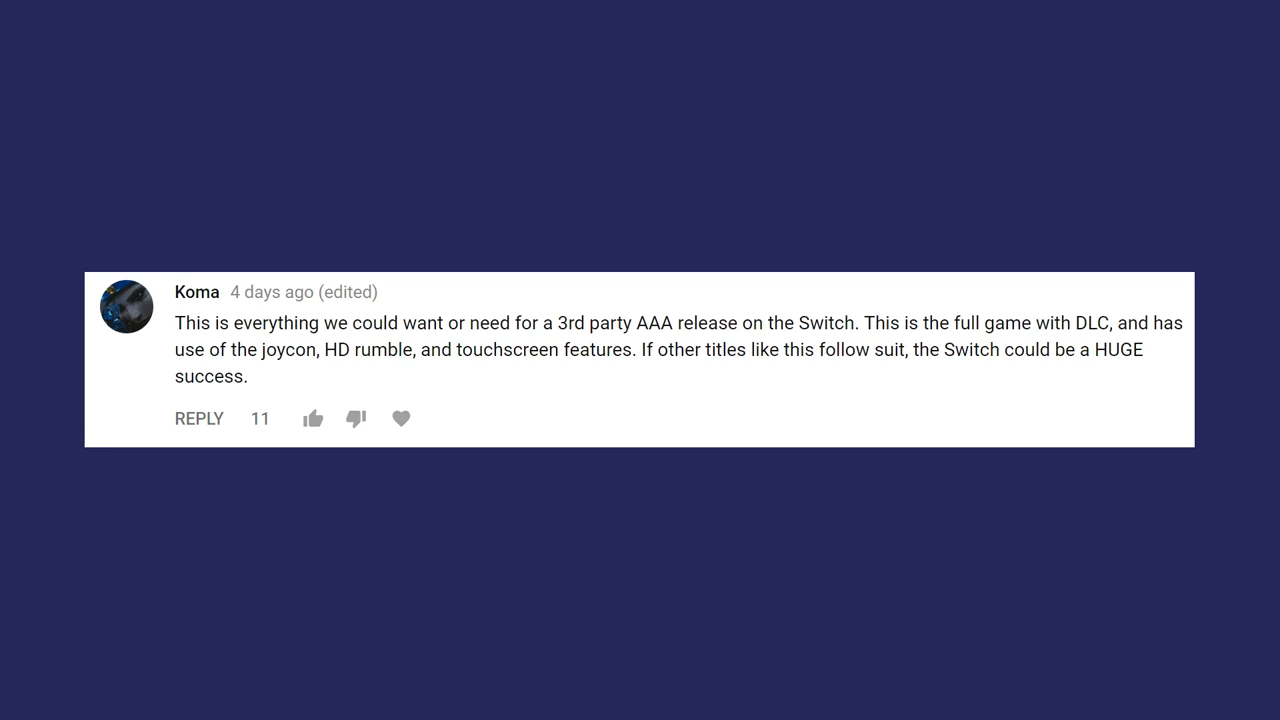 Koma 4 days ago (edited)
This is everything we could want or need for a 3rd party AAA release on the Switch. This is the full game with DLC, and has
use of the joycon, HD rumble, and touchscreen features. If other titles like this follow suit, the Switch could be a HUGE
success.
REPLY 11